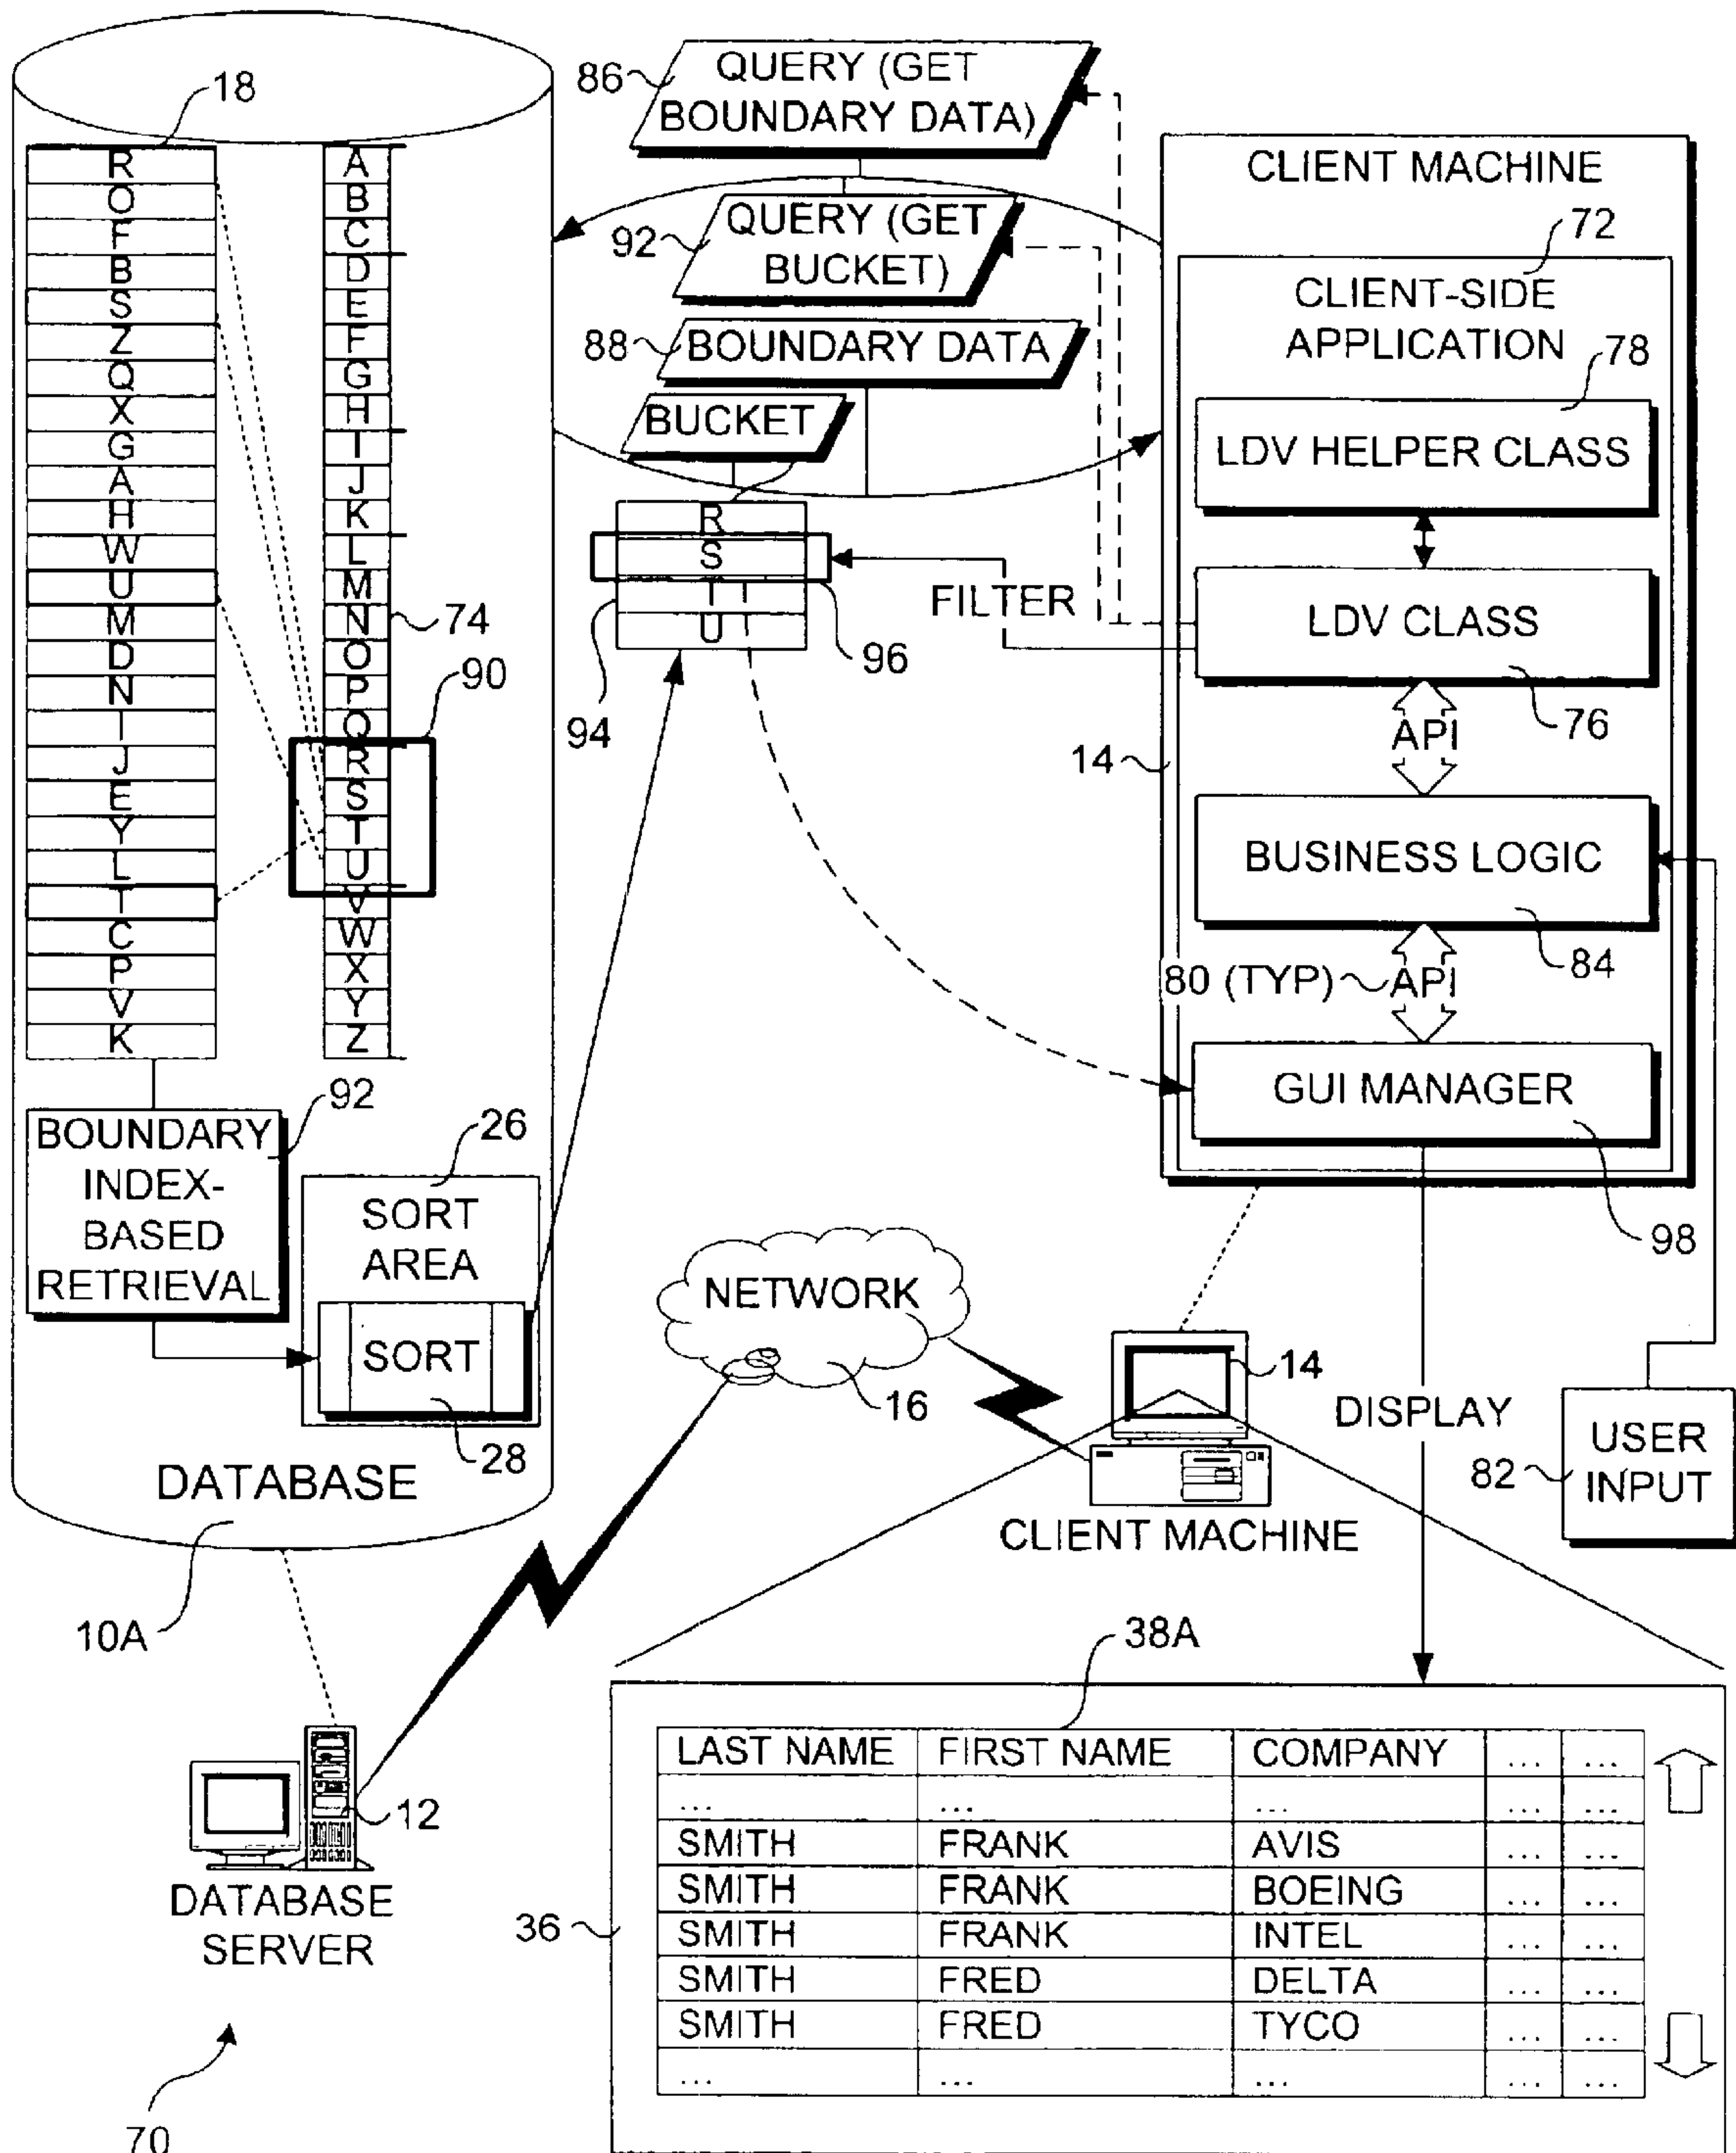 18
R
O
F
B
S
Z
Q
X
G
A
H
W
U
M
D
N
I
J
E
Y
L
T
C
P
V
K
A
B
C
D
E
F
G
H
I
J
K
L
M
N
O
P
Q
R
S
T
U
V
W
X
Y
Z
74
90
92
BOUNDARY
INDEX-
BASED
RETRIEVAL
26
SORT
AREA
SORT
28
DATABASE
10A
86
QUERY (GET
BOUNDARY DATA)
92
QUERY (GET
BUCKET)
88
BOUNDARY DATA
BUCKET
R
S
T
U
94
96
FILTER
CLIENT MACHINE
72
CLIENT-SIDE
APPLICATION
78
LDV HELPER CLASS
LDV CLASS
76
API
14
BUSINESS LOGIC
84
80 (TYP)
API
GUI MANAGER
98
NETWORK
16
14
CLIENT MACHINE
DISPLAY
82
USER
INPUT
12
DATABASE
SERVER
70
38A
36
LAST NAME FIRST NAME COMPANY ... ...
... ... ... ... ...
SMITH FRANK AVIS ... ...
SMITH FRANK BOEING ... ...
SMITH FRANK INTEL ... ...
SMITH FRED DELTA ... ...
SMITH FRED TYCO ... ...
... ... ... ... ...